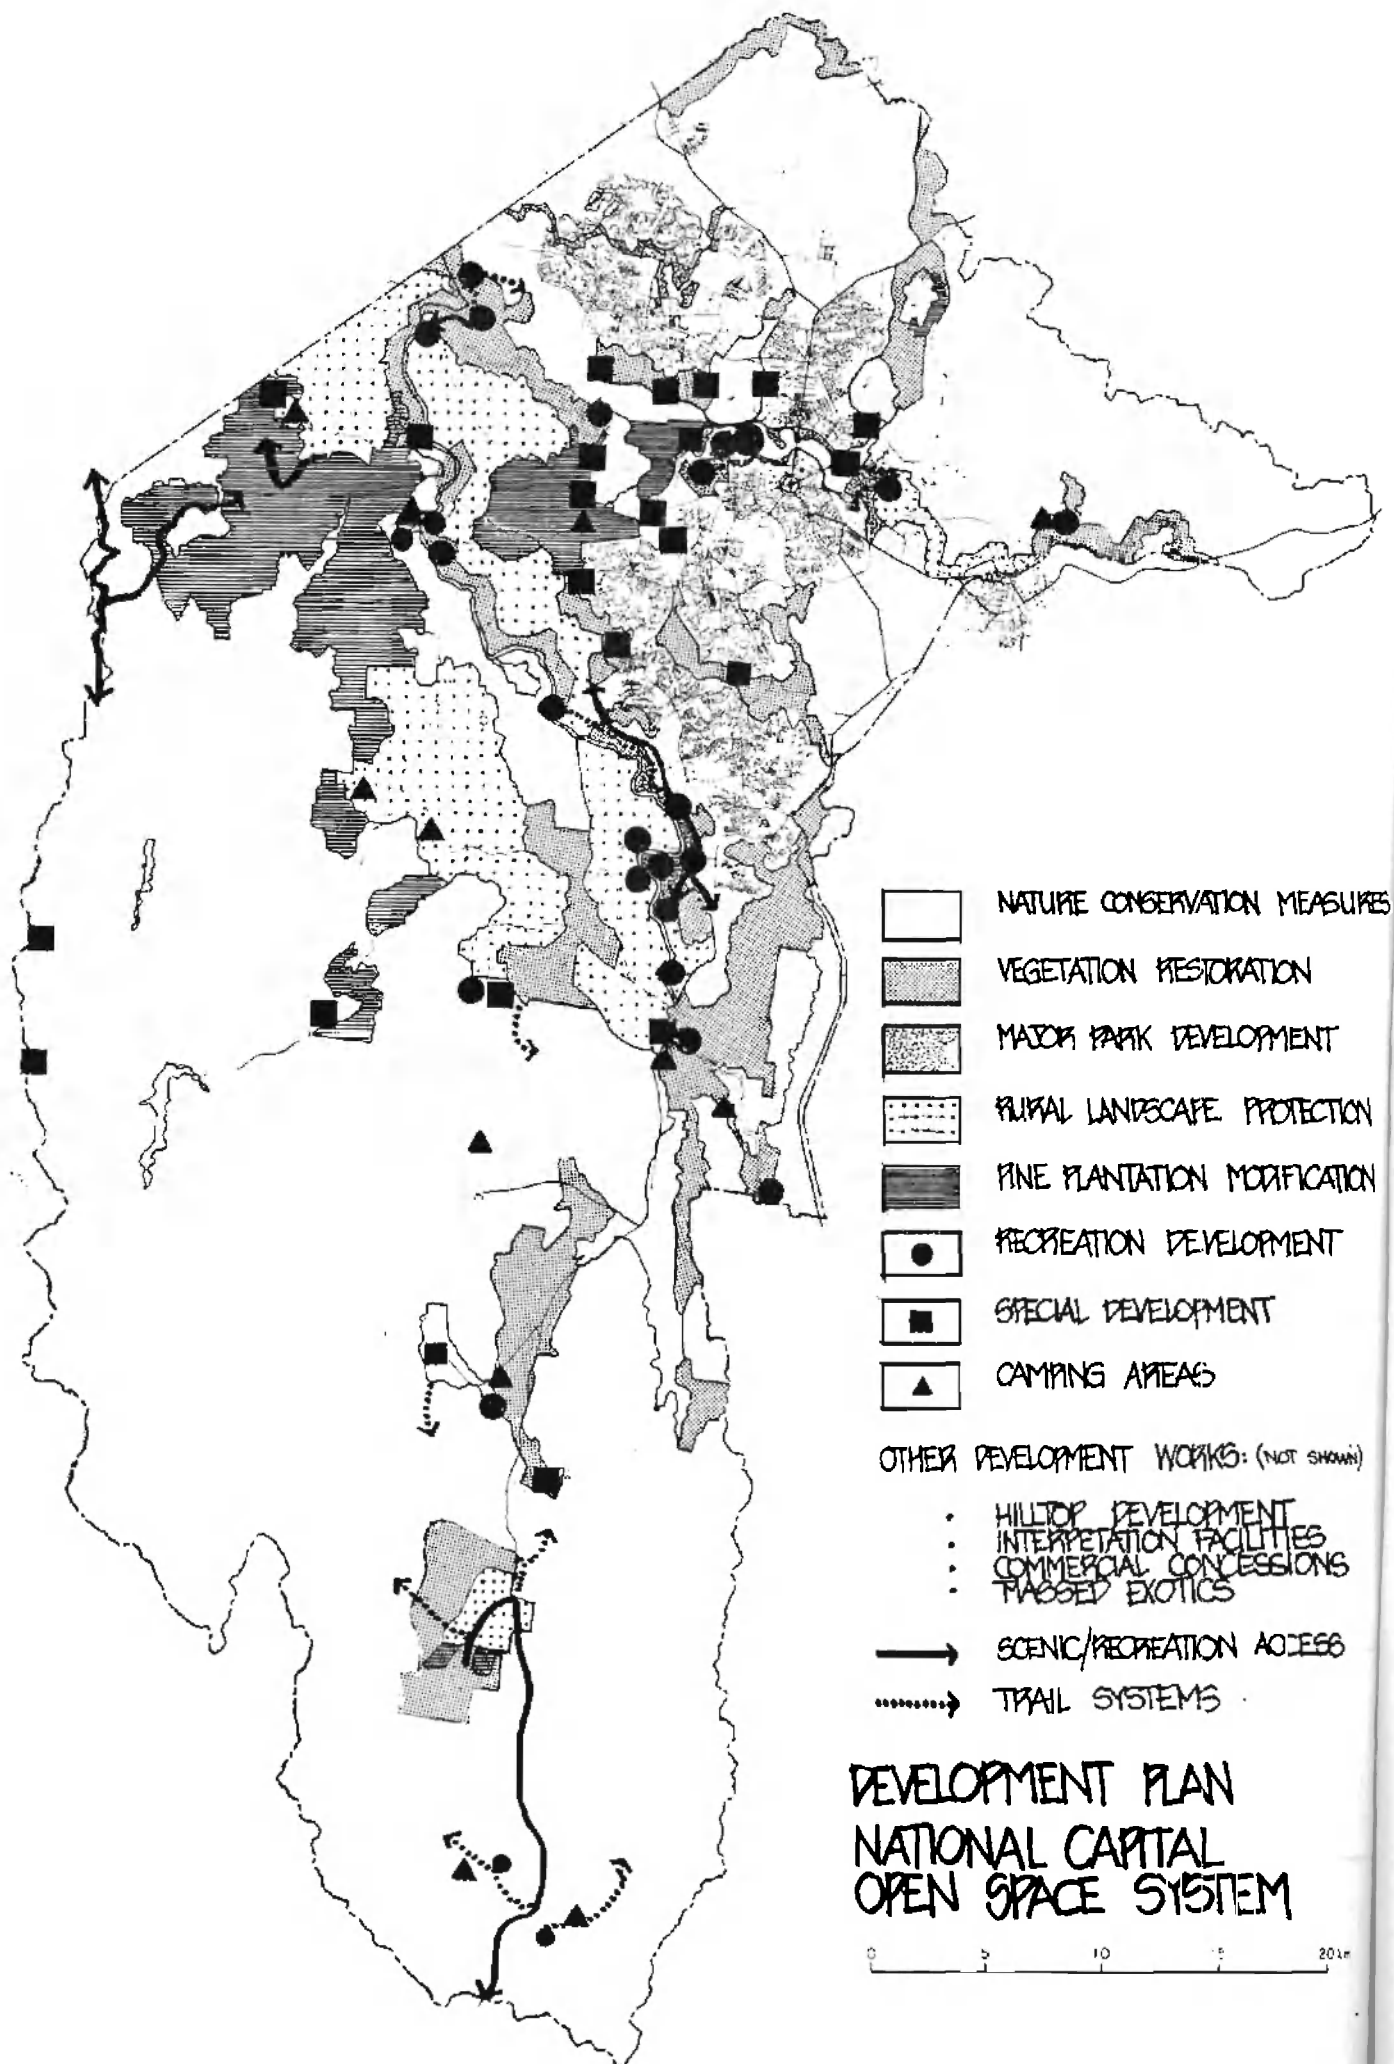 NATURE CONSERVATION MEASURES
VEGETATION RESTORATION
MAJOR PARK DEVELOPMENT
RURAL LANDSCAPE PROTECTION
PINE PLANTATION MODIFICATION
RECREATION DEVELOPMENT
SPECIAL DEVELOPMENT
CAMPING AREAS
OTHER DEVELOPMENT WORKS: (NOT SHOWN)
• HILLTOP DEVELOPMENT
• INTERPETATION FACILITIES
• COMMERCIAL CONCESSIONS
• MASSED EXOTICS
SCENIC/RECREATION ACCESS
TRAIL SYSTEMS
DEVELOPMENT PLAN
NATIONAL CAPITAL
OPEN SPACE SYSTEM
0 5 10 15 20 km